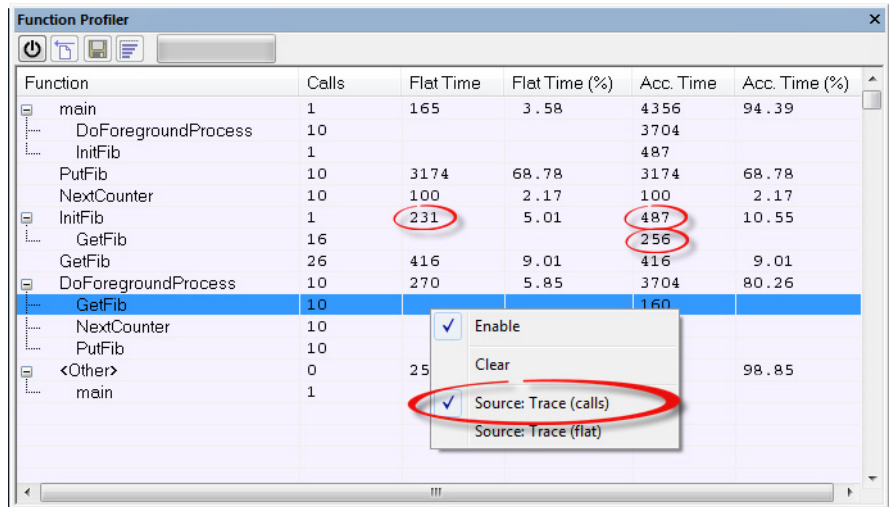 Function Profiler
Function Calls Flat Time Flat Time (%) Acc. Time Acc. Time (%)
main 1 165 3.58 4356 94.39
DoForegroundProcess 10 3704
InitFib 1 487
PutFib 10 3174 68.78 3174 68.78
NextCounter 10 100 2.17 100 2.17
InitFib 1 231 5.01 487 10.55
GetFib 16 256
GetFib 26 416 9.01 416 9.01
DoForegroundProcess 10 270 5.85 3704 80.26
GetFib 10 160
NextCounter 10
PutFib 10
<Other> 0 25 98.85
main 1
Enable
Clear
Source: Trace (calls)
Source: Trace (flat)